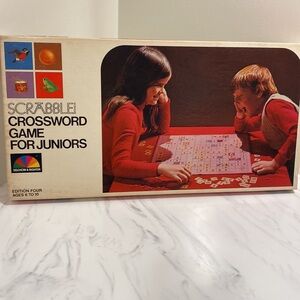 SCRABBLE
CROSSWORD
GAME
FOR JUNIORS
SELCHOW & RIGHTER
EDITION FOUR
AGES 6 TO 10